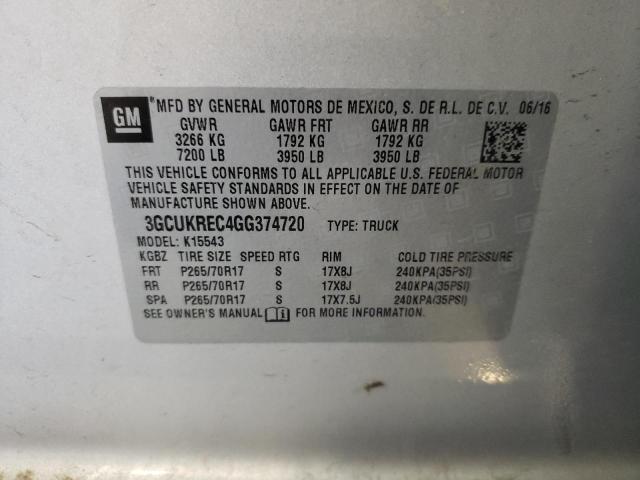 GM
®MFD BY GENERAL MOTORS DE MEXICO, S. DE R.L. DE C.V. 06/16
GVWR GAWR FRT GAWR RR
3266 KG 1792 KG 1792 KG
7200 LB 3950 LB 3950 LB
THIS VEHICLE CONFORMS TO ALL APPLICABLE U.S. FEDERAL MOTOR
VEHICLE SAFETY STANDARDS IN EFFECT ON THE DATE OF
MANUFACTURE SHOWN ABOVE.
3GCUKREC4GG374720 TYPE: TRUCK
MODEL: K15543
KGBZ TIRE SIZE SPEED RTG RIM COLD TIRE PRESSURE
FRT P265/70R17 S 17X8J 240KPA(35PSI)
RR P265/70R17 S 17X8J 240KPA(35PSI)
SPA P265/70R17 S 17X7.5J 240KPA(35PSI)
SEE OWNER'S MANUAL i FOR MORE INFORMATION.